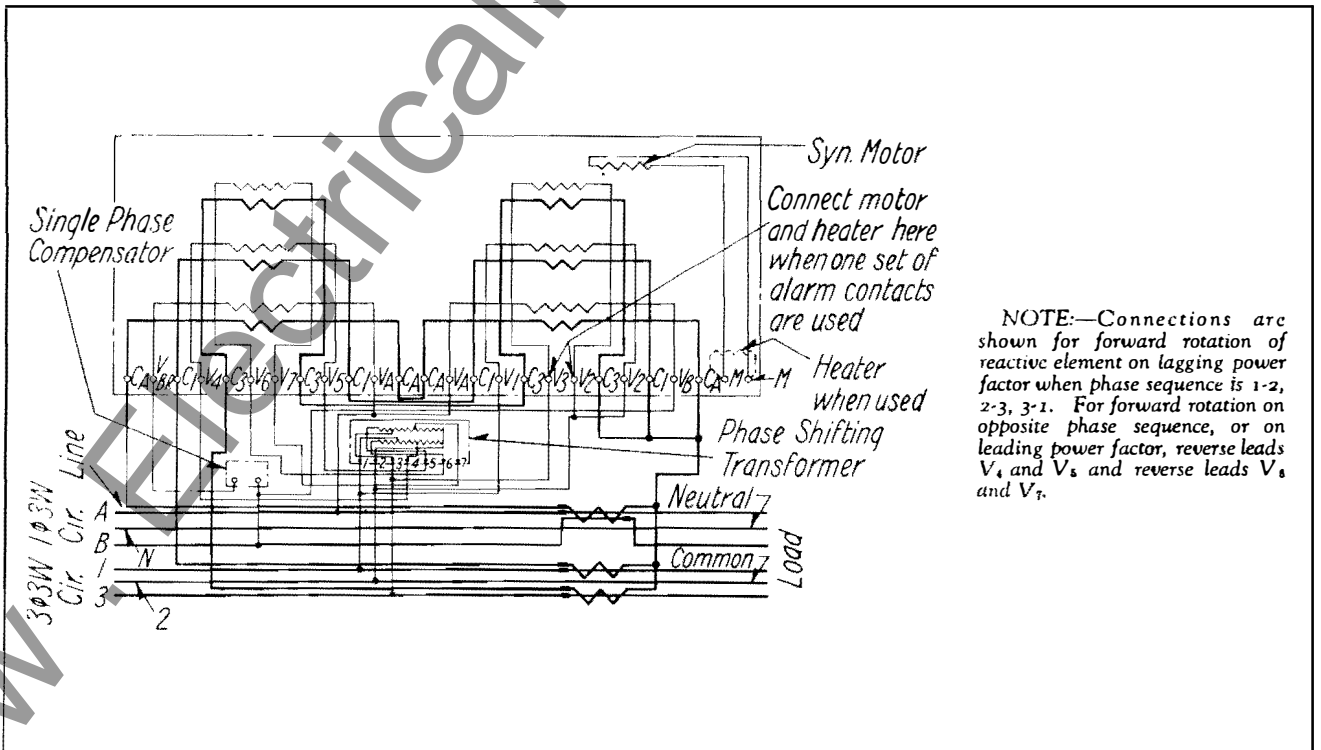 www.Electrical
Syn. Motor
Connect motor
and heater here
when one set of
alarm contacts
are used
Single Phase
Compensator
Heater
when used
CA VBA C1 V4 C3 V6 V7 C3 V5 C1 VA CA CA VA C1 V1 C3 V3 V2 C3 V2 C1 VB CA M M
Phase Shifting
Transformer
1 2 3 4 5 6 7
3φ3W 1φ3W
Cir. Cir. Line
A
N
B
1
3
2
Neutral
Common
Load
NOTE:—Connections are
shown for forward rotation of
reactive element on lagging power
factor when phase sequence is 1-2,
2-3, 3-1. For forward rotation on
opposite phase sequence, or on
leading power factor, reverse leads
V4 and V5 and reverse leads V6
and V7.